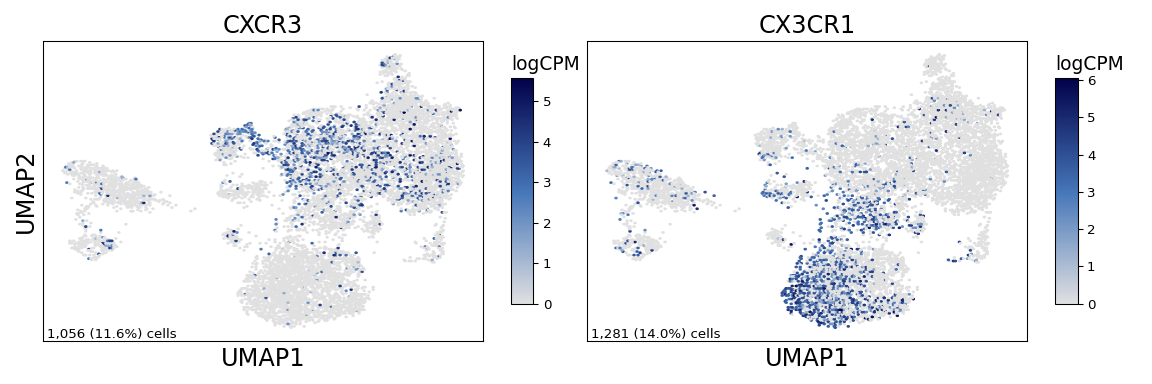 CXCR3
CX3CR1
logCPM
5
4
3
2
1
0
logCPM
6
5
4
3
2
1
0
UMAP2
1,056 (11.6%) cells
1,281 (14.0%) cells
UMAP1
UMAP1